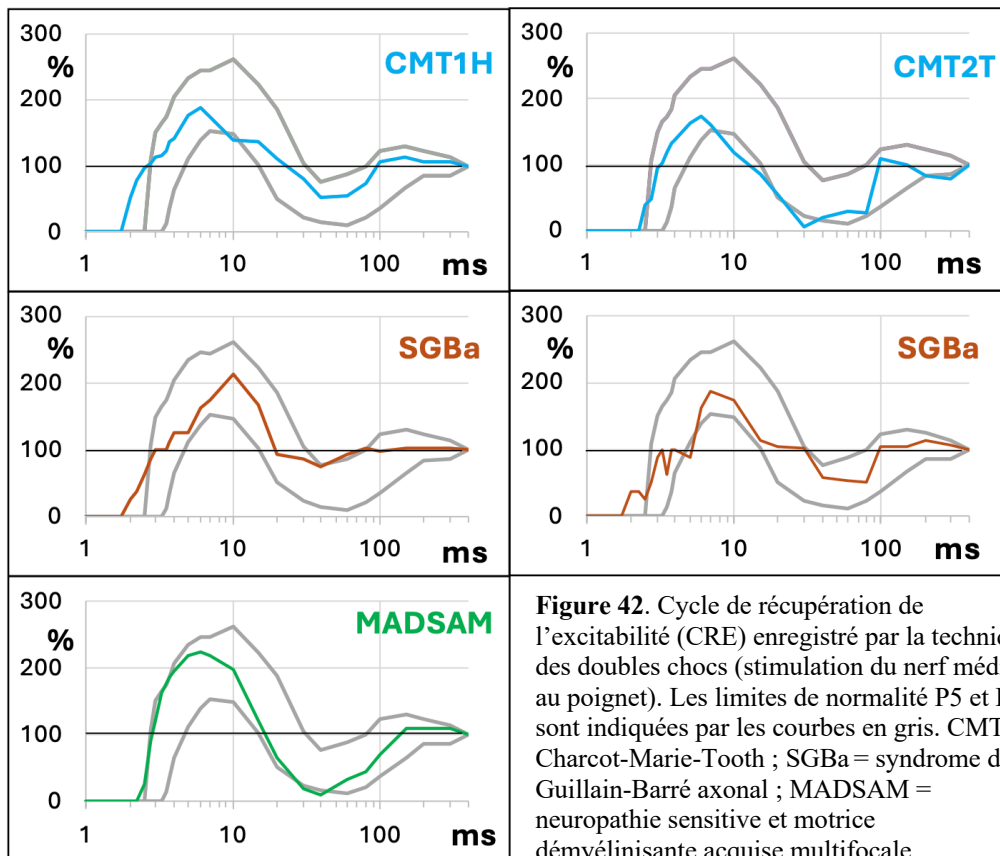 300
%
CMT1H
200
100
0
1
10
100
ms
300
%
CMT2T
200
100
0
1
10
100
ms
300
%
SGBa
200
100
0
1
10
100
ms
300
%
SGBa
200
100
0
1
10
100
ms
300
%
MADSAM
200
100
0
1
10
100
ms
Figure 42. Cycle de récupération de
l’excitabilité (CRE) enregistré par la
des doubles chocs (stimulation du nerf
au poignet). Les limites de normalité P5 et
sont indiquées par les courbes en gris.
Charcot-Marie-Tooth ; SGBa = syndrome
Guillain-Barré axonal ; MADSAM =
neuropathie sensitive et motrice
démyélinisante acquise multifocale